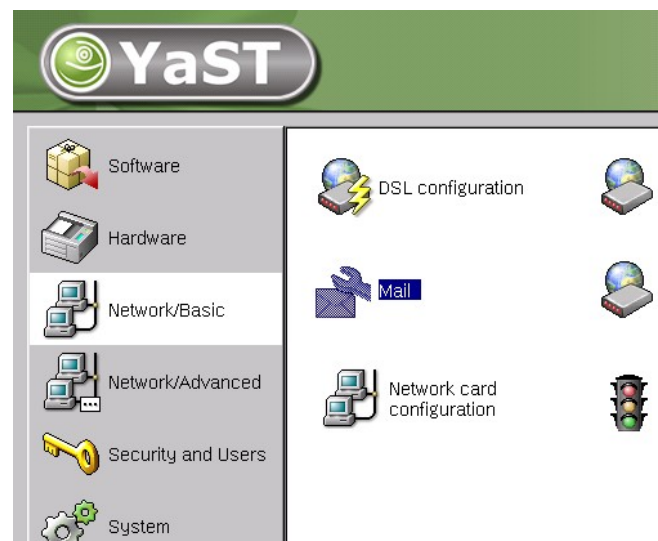 YaST
Software
Hardware
Network/Basic
Network/Advanced
Security and Users
System
DSL configuration
Mail
Network card
configuration